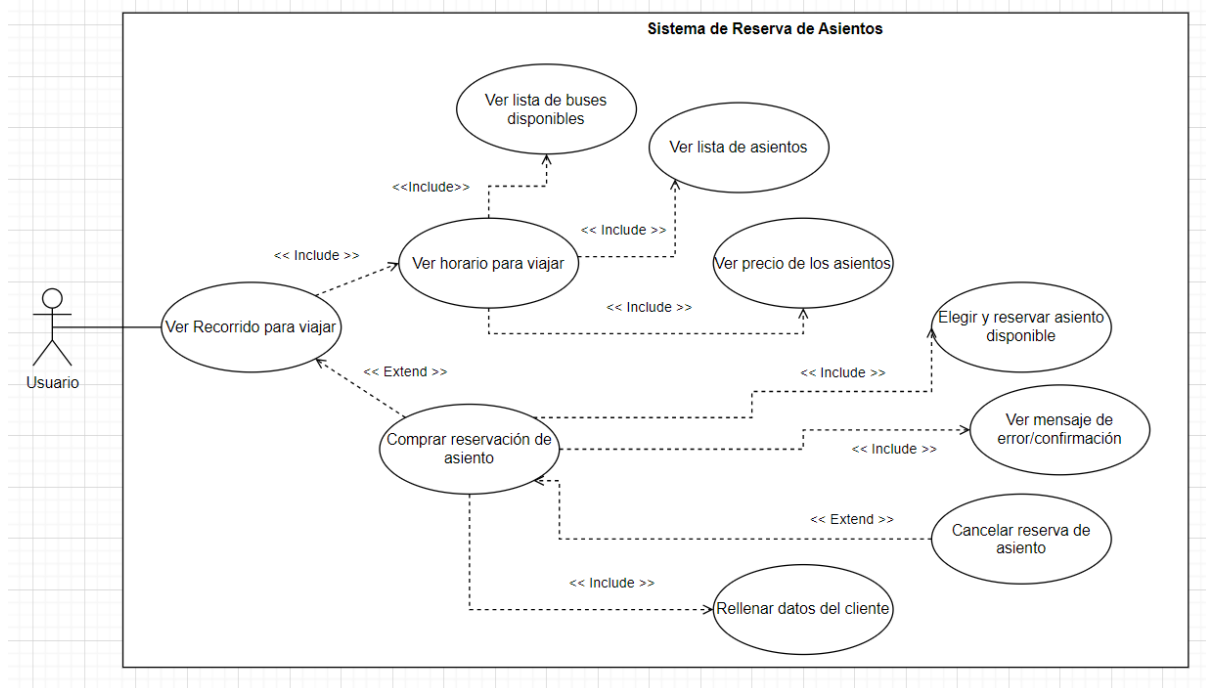 Sistema de Reserva de Asientos
Ver lista de buses
disponibles
Ver lista de asientos
<<Include>>
<< Include >>
<< Include >>
Ver horario para viajar
Ver precio de los asientos
<< Include >>
Ver Recorrido para viajar
Usuario
Elegir y reservar asiento
disponible
<< Extend >>
<< Include >>
Comprar reservación de
asiento
Ver mensaje de
error/confirmación
<< Include >>
<< Extend >>
Cancelar reserva de
asiento
<< Include >>
Rellenar datos del cliente